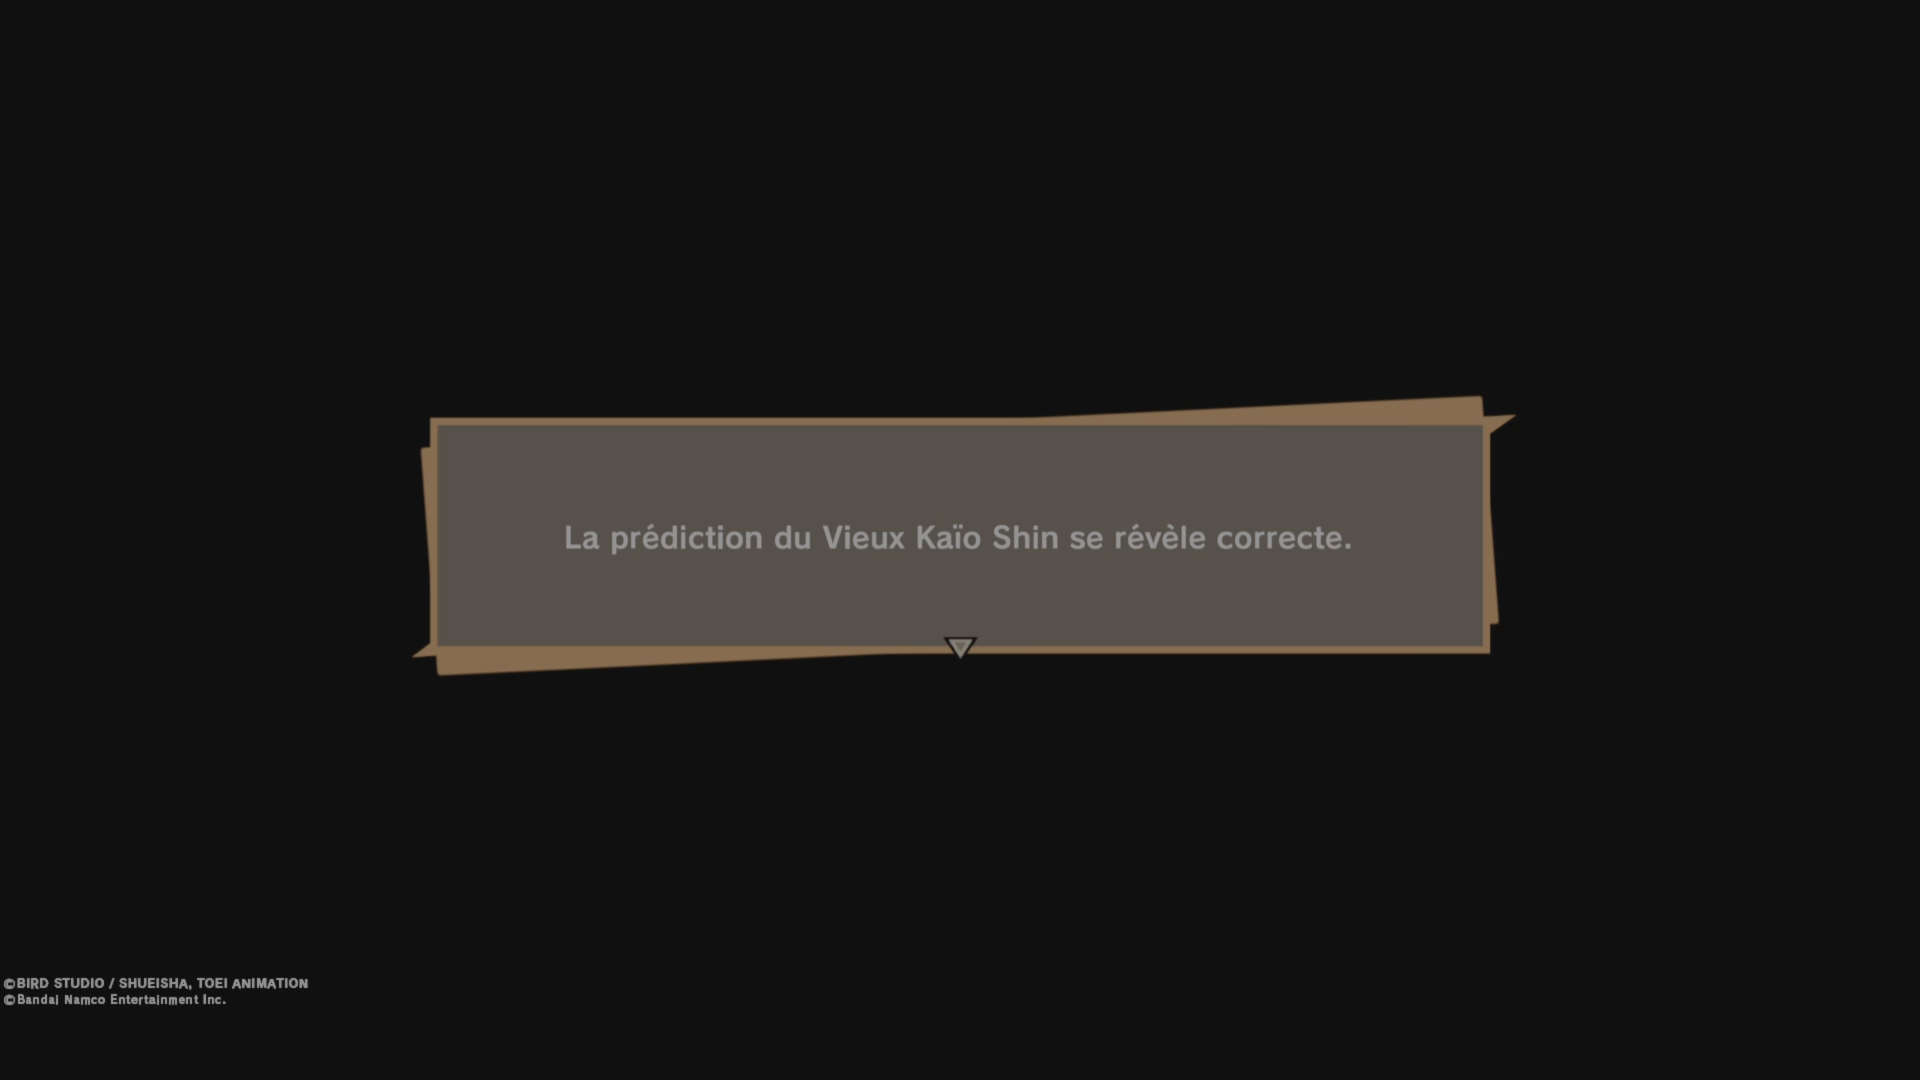 La prédiction du Vieux Kaïo Shin se révèle correcte.
©BIRD STUDIO / SHUEISHA, TOEI ANIMATION
©Bandai Namco Entertainment Inc.